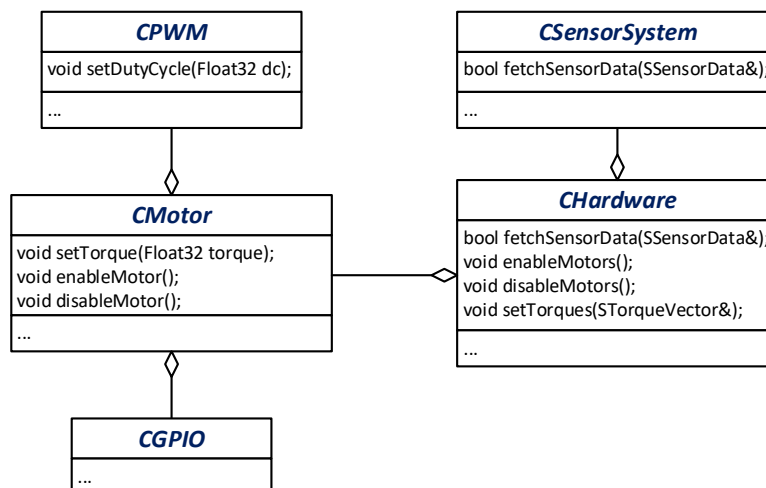 CPWM
void setDutyCycle(Float32 dc);
...
CSensorSystem
bool fetchSensorData(SSensorData&);
...
CMotor
void setTorque(Float32 torque);
void enableMotor();
void disableMotor();
...
CHardware
bool fetchSensorData(SSensorData&);
void enableMotors();
void disableMotors();
void setTorques(STorqueVector&);
...
CGPIO
...